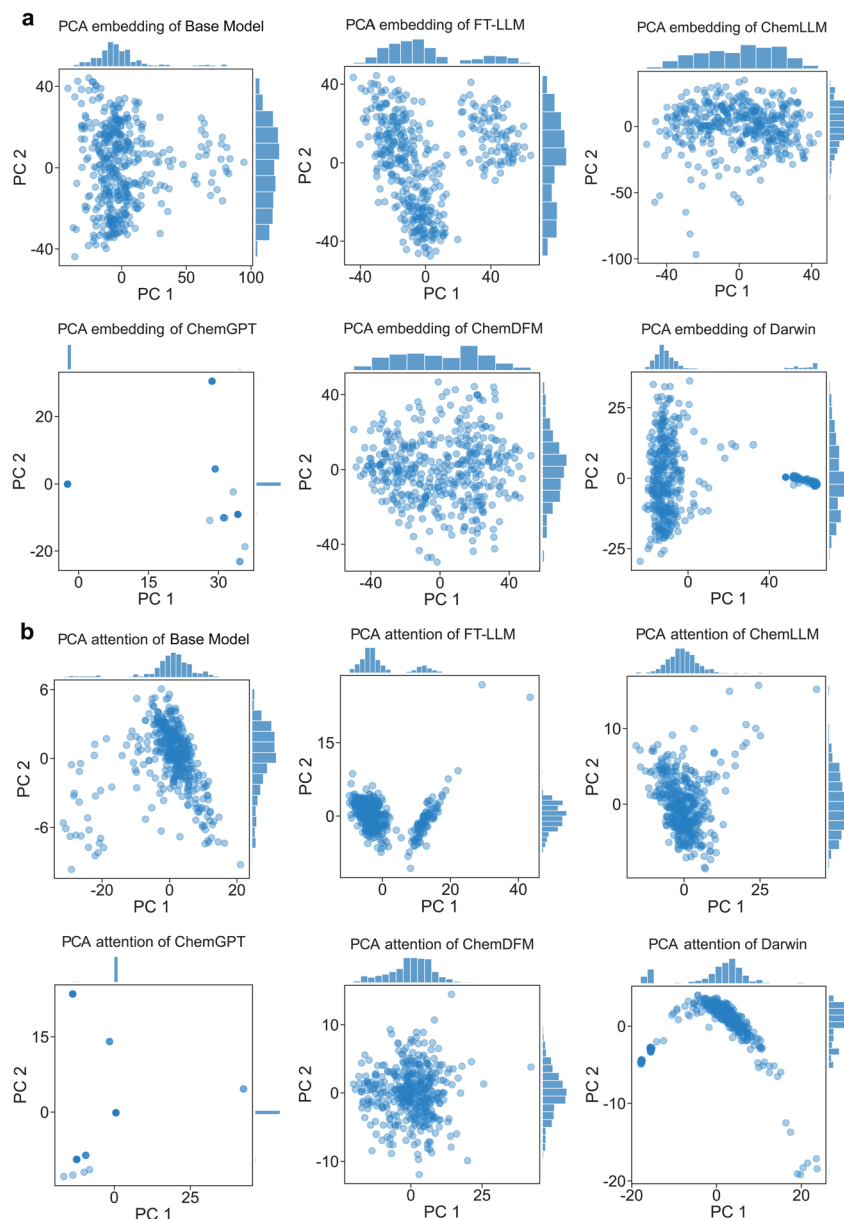 a
PCA embedding of Base Model
PCA embedding of FT-LLM
PCA embedding of ChemLLM
40
0
-40
PC 2
0
50
100
PC 1
40
0
-40
PC 2
-40
0
40
PC 1
0
-50
-100
PC 2
-40
0
40
PC 1
PCA embedding of ChemGPT
PCA embedding of ChemDFM
PCA embedding of Darwin
20
0
-20
PC 2
0
15
30
PC 1
40
0
-40
PC 2
-40
0
40
PC 1
25
0
-25
PC 2
0
40
PC 1
b
PCA attention of Base Model
PCA attention of FT-LLM
PCA attention of ChemLLM
6
0
-6
PC 2
-20
0
20
PC 1
15
0
PC 2
0
20
40
PC 1
10
0
PC 2
0
25
PC 1
PCA attention of ChemGPT
PCA attention of ChemDFM
PCA attention of Darwin
15
0
PC 2
0
25
PC 1
10
0
-10
PC 2
0
25
PC 1
0
-10
-20
PC 2
-20
0
20
PC 1